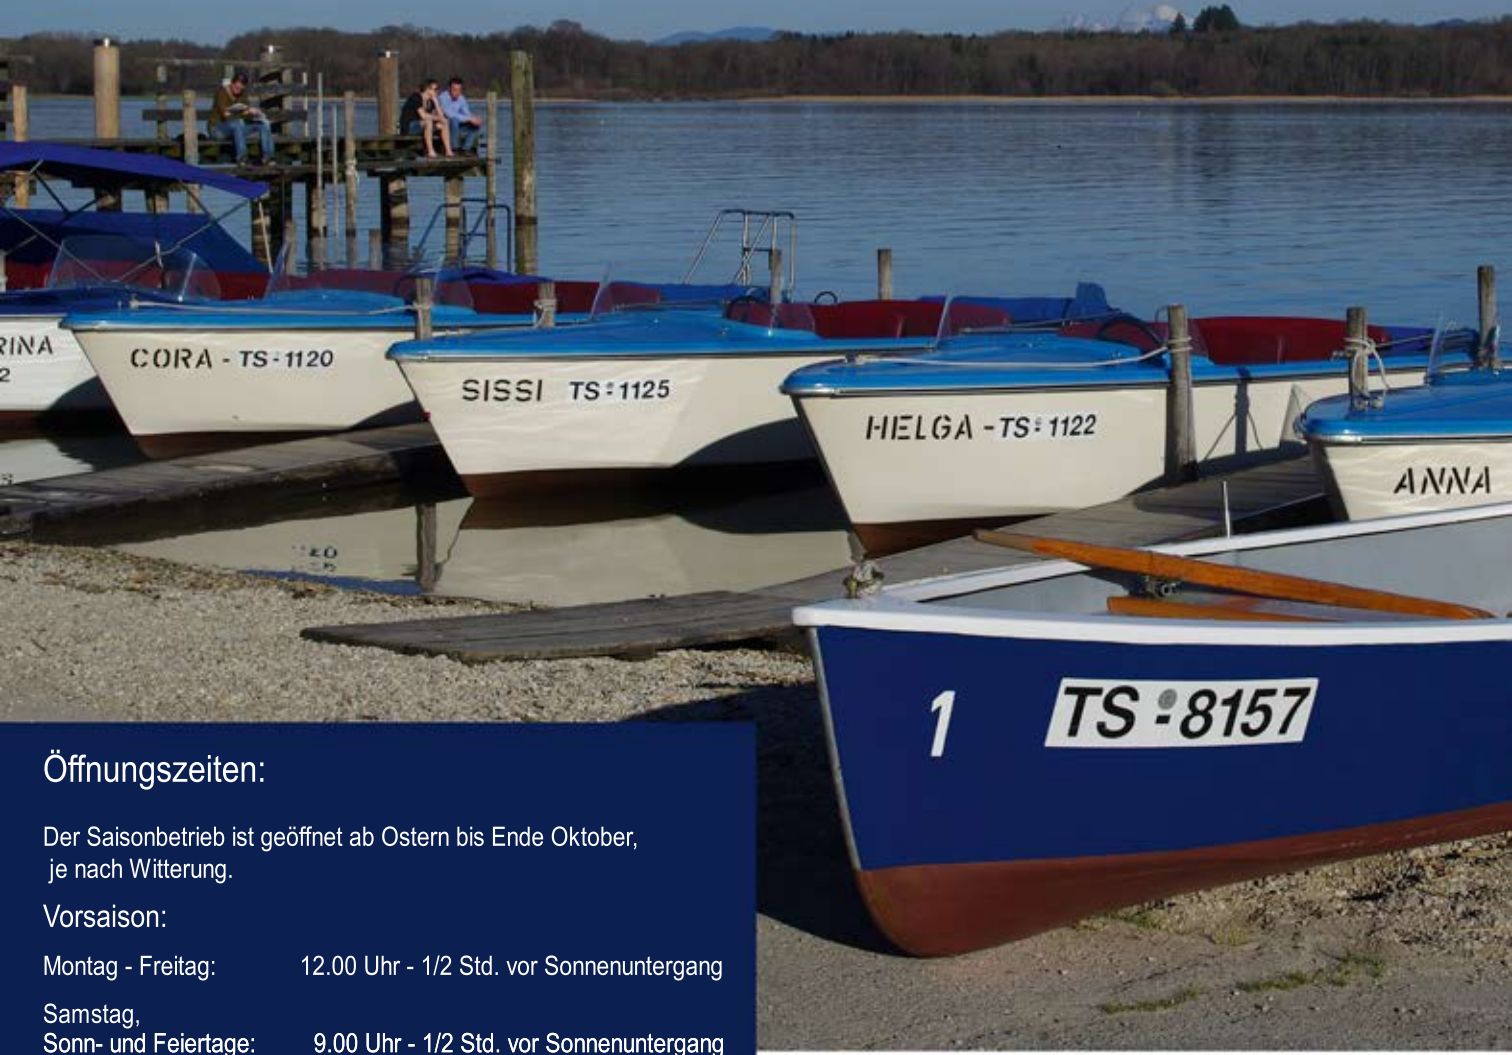 RINA
2
CORA - TS - 1120
SISSI TS - 1125
HELGA - TS - 1122
ANNA
1 TS - 8157
Öffnungszeiten:
Der Saisonbetrieb ist geöffnet ab Ostern bis Ende Oktober,
je nach Witterung.
Vorsaison:
Montag - Freitag: 12.00 Uhr - 1/2 Std. vor Sonnenuntergang
Samstag,
Sonn- und Feiertage: 9.00 Uhr - 1/2 Std. vor Sonnenuntergang